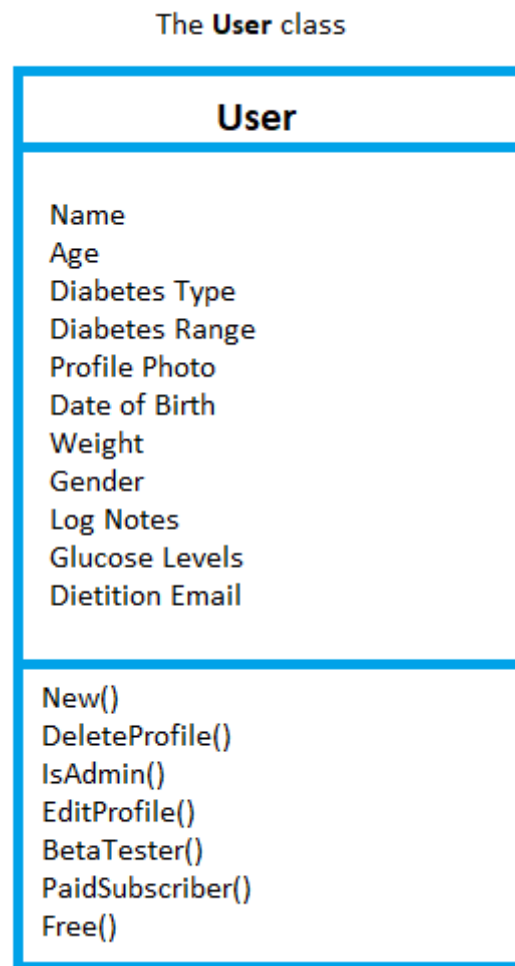 The User class
User
Name
Age
Diabetes Type
Diabetes Range
Profile Photo
Date of Birth
Weight
Gender
Log Notes
Glucose Levels
Dietition Email
New()
DeleteProfile()
IsAdmin()
EditProfile()
BetaTester()
PaidSubscriber()
Free()